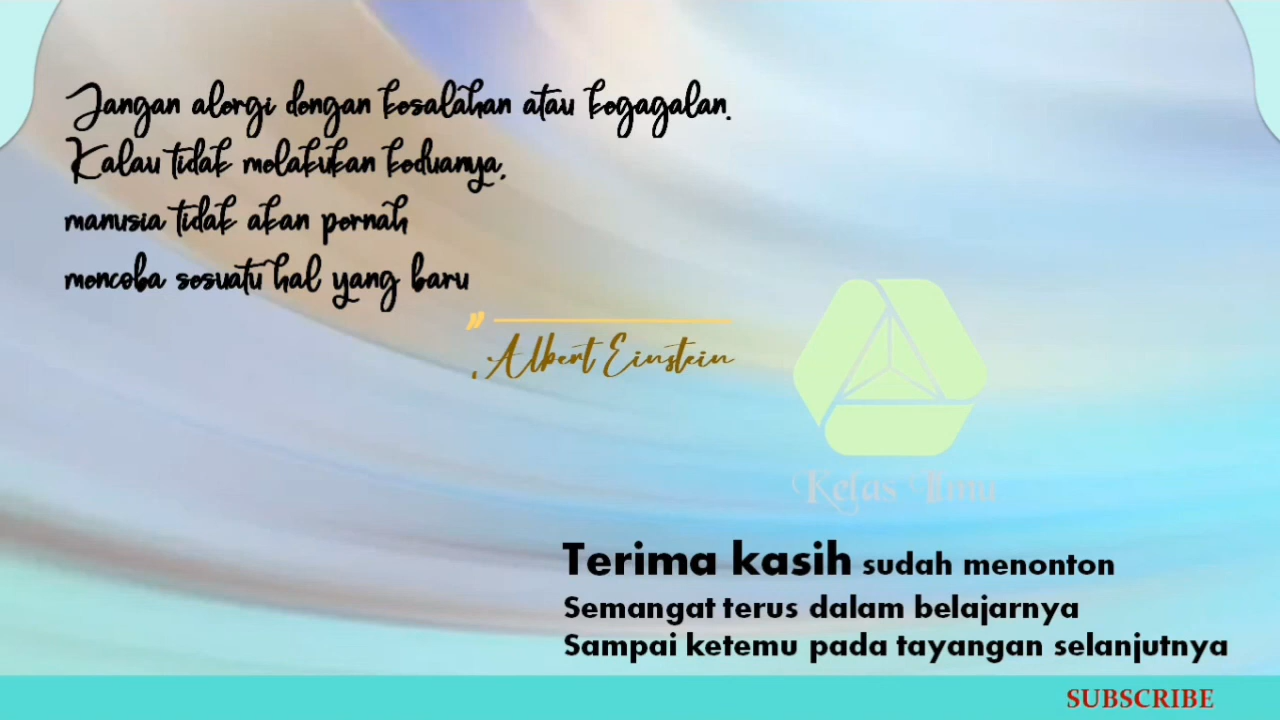 Jangan alergi dengan kesalahan atau kegagalan.
Kalau tidak melakukan keduanya,
manusia tidak akan pernah
mencoba sesuatu hal yang baru
"
Albert Einstein
Kelas Ilmu
Terima kasih sudah menonton
Semangat terus dalam belajarnya
Sampai ketemu pada tayangan selanjutnya
SUBSCRIBE